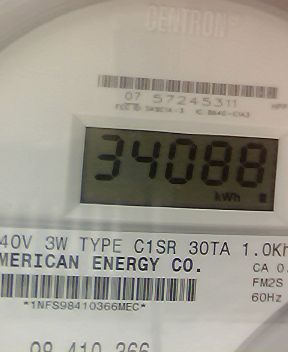 CENTRON®
07 57245311
34088
kWh
40V 3W TYPE C1SR 30TA 1.0Kh
MERICAN ENERGY CO.
CA 0.
FM2S
60Hz
*1NFS98410366MEC*
98 410 366